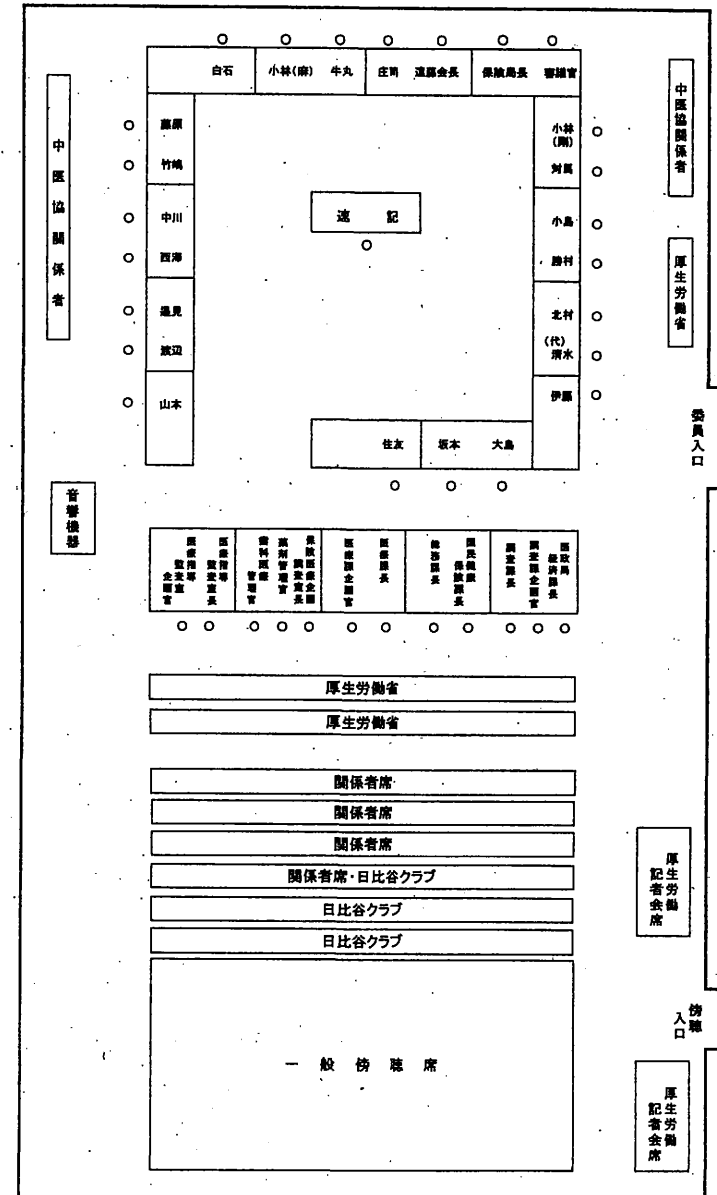 白石 小林(麻) 牛丸 庄司 遠藤会長 保険局長 審議官
中医協関係者
藤原
竹嶋
中川
西澤
邉見
渡辺
山本
速 記
小林
(剛)
対馬
小島
勝村
北村
(代)
清水
伊藤
中医協関係者
厚生労働省
委員入口
住友 坂本 大島
音響機器
医療指導
監査室
企画官
医療指導
監査室長
歯科医療
管理官
薬剤管理官
保険医療企画
調査室長
医療課企画官
医療課長
総務課長
国民健康
保険課長
調査課長
調査課企画官
医政局
経済課長
厚生労働省
厚生労働省
関係者席
関係者席
関係者席
関係者席・日比谷クラブ
日比谷クラブ
日比谷クラブ
厚生労働
記者会席
傍聴
入口
一 般 傍 聴 席
厚生労働
記者会席